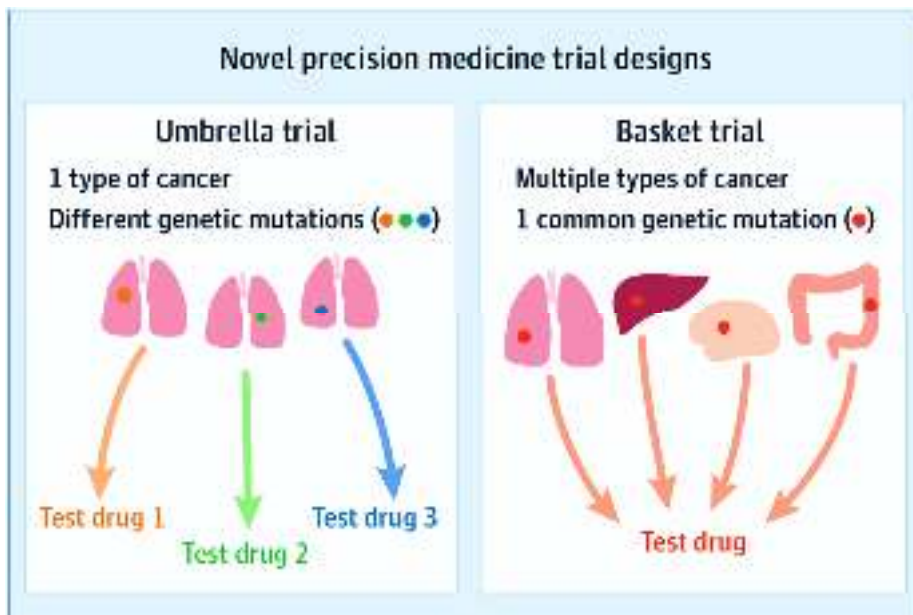 Novel precision medicine trial designs
Umbrella trial
1 type of cancer
Different genetic mutations (●●●)
Test drug 1
Test drug 2
Test drug 3
Basket trial
Multiple types of cancer
1 common genetic mutation (●)
Test drug